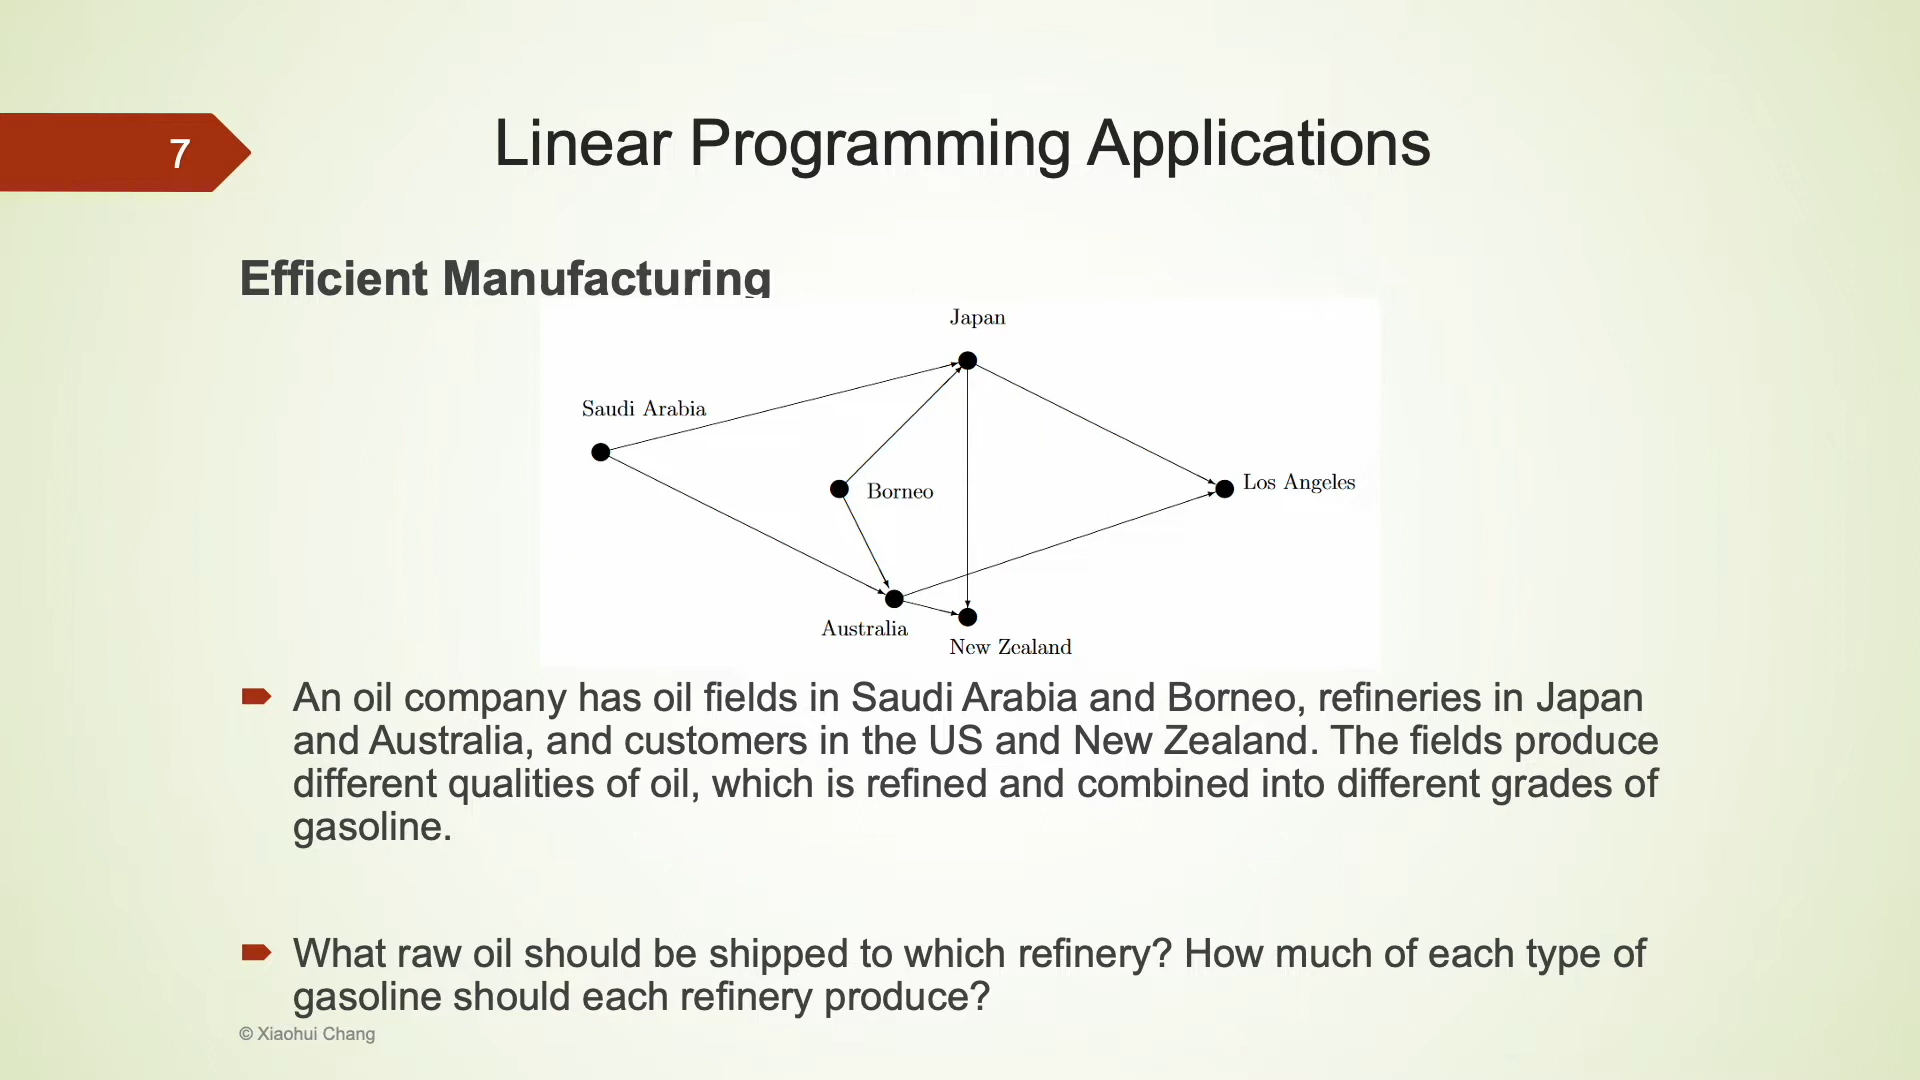 7
Linear Programming Applications
Efficient Manufacturing
Japan
Saudi Arabia
Borneo
Los Angeles
Australia
New Zealand
An oil company has oil fields in Saudi Arabia and Borneo, refineries in Japan
and Australia, and customers in the US and New Zealand. The fields produce
different qualities of oil, which is refined and combined into different grades of
gasoline.
What raw oil should be shipped to which refinery? How much of each type of
gasoline should each refinery produce?
© Xiaohui Chang